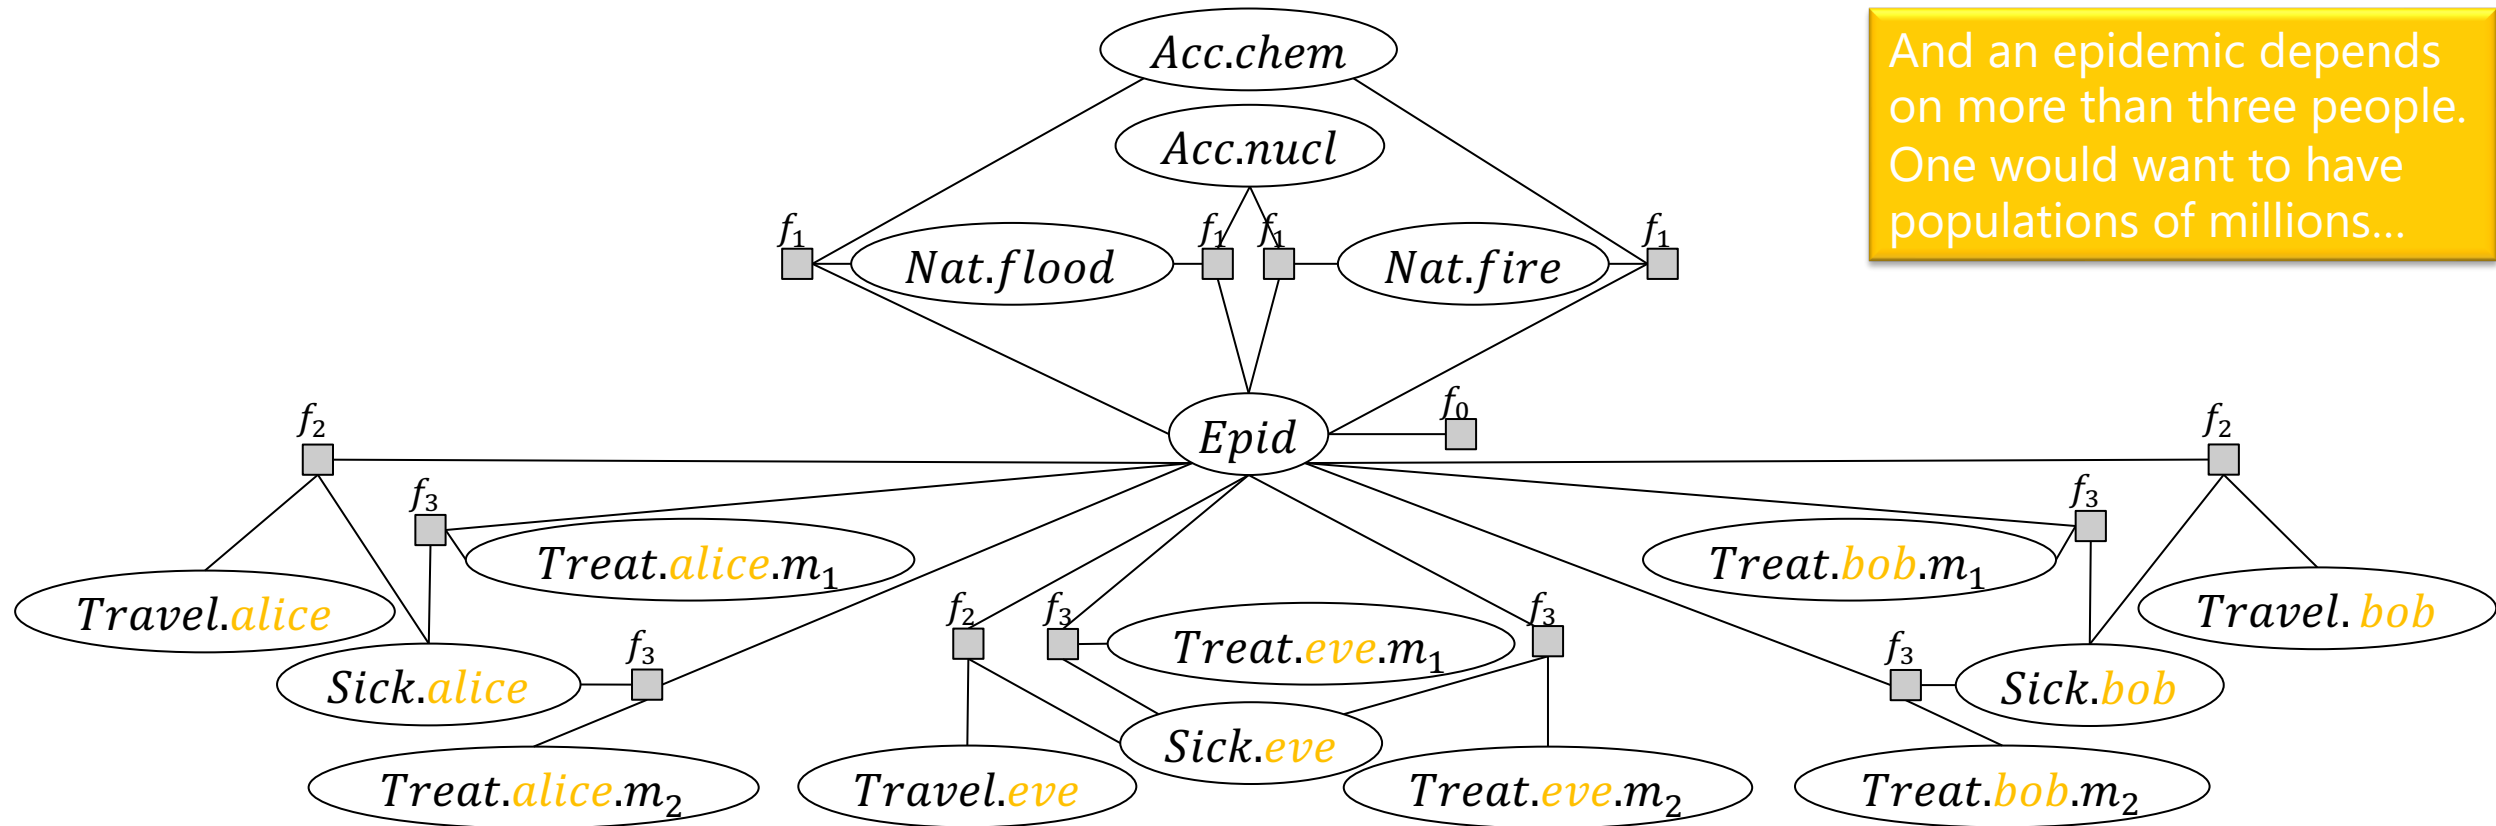 Acc.chem
And an epidemic depends
on more than three people.
One would want to have
populations of millions...
Acc.nucl
f₁
f₁
f₁
f₁
Nat.flood
Nat.fire
f₀
Epid
f₂
f₂
f₃
f₃
Treat.alice.m₁
Treat.bob.m₁
Travel.alice
f₂
f₃
f₃
Travel. bob
Treat.eve.m₁
f₃
f₃
Sick.alice
Sick.bob
Sick.eve
Treat.alice.m₂
Travel.eve
Treat.eve.m₂
Treat.bob.m₂